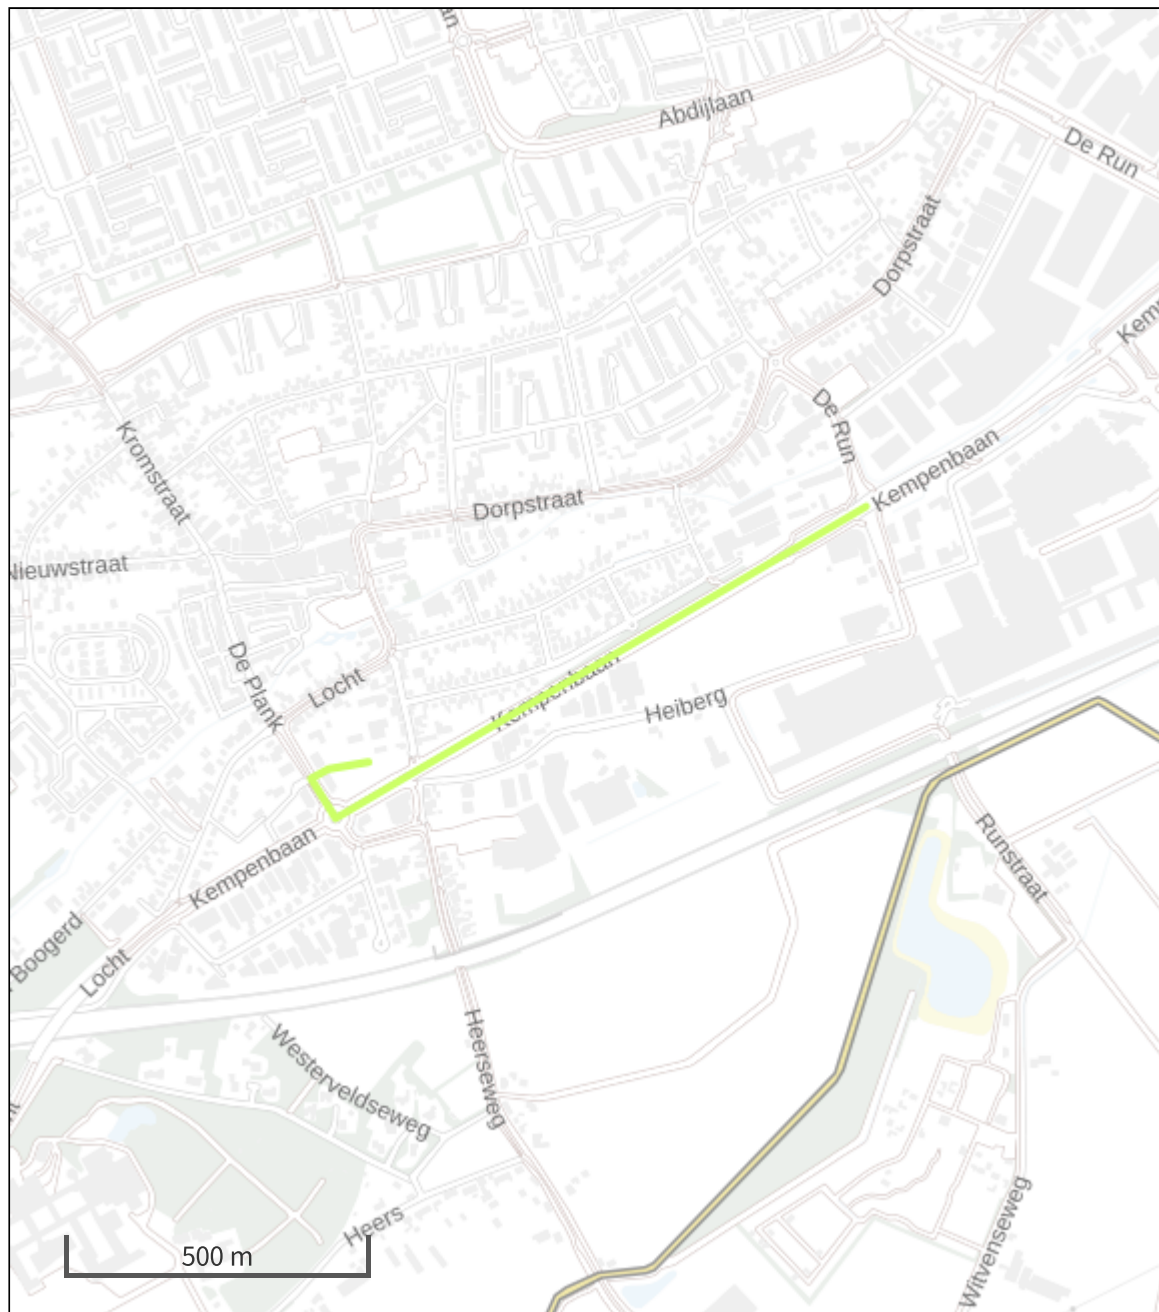 Abdijlaan
De Run
Dorpstraat
De Run
Kromstraat
Kempenbaan
Dorpstraat
Nieuwstraat
De Plank
Locht
Kempenbaan
Heiberg
Kempenbaan
Runstraat
Boogerd
Locht
Heerseweg
Westerveldseweg
Heers
Witvenseweg
500 m